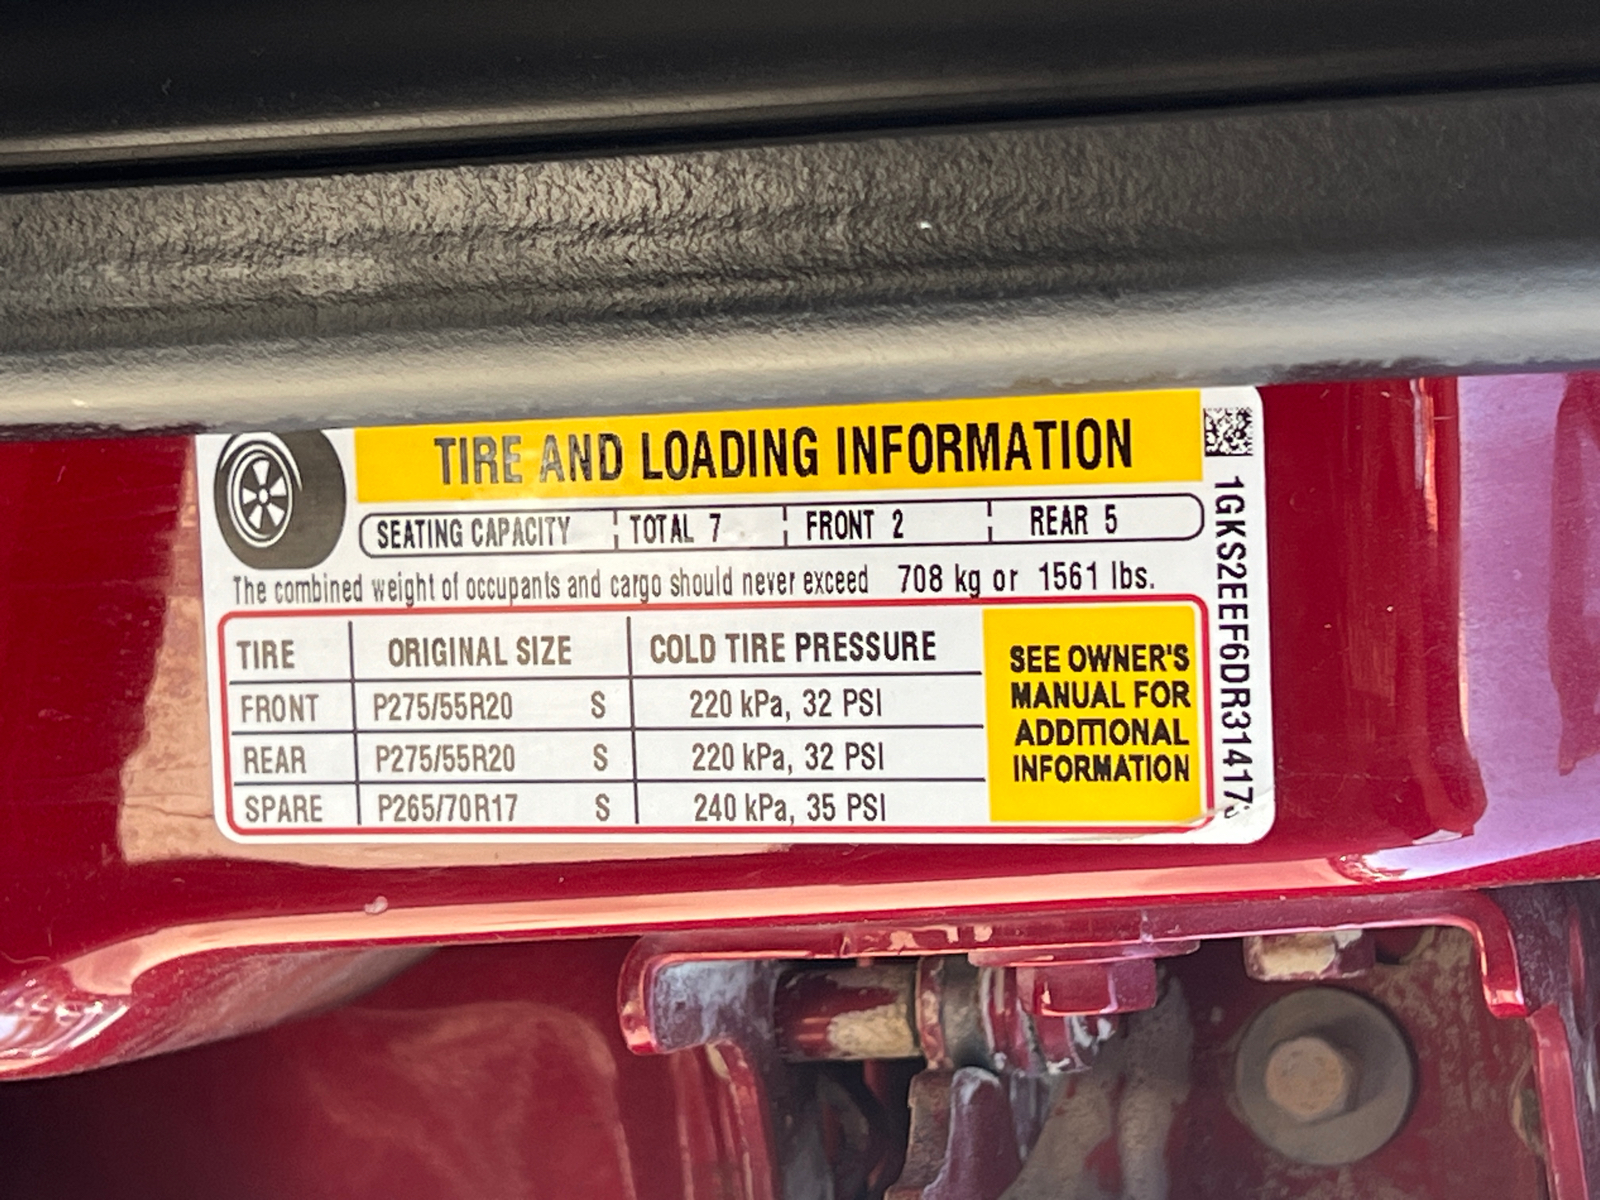 TIRE AND LOADING INFORMATION
SEATING CAPACITY TOTAL 7 FRONT 2 REAR 5
The combined weight of occupants and cargo should never exceed 708 kg or 1561 lbs.
TIRE ORIGINAL SIZE COLD TIRE PRESSURE
FRONT P275/55R20 S 220 kPa, 32 PSI
REAR P275/55R20 S 220 kPa, 32 PSI
SPARE P265/70R17 S 240 kPa, 35 PSI
SEE OWNER'S
MANUAL FOR
ADDITIONAL
INFORMATION